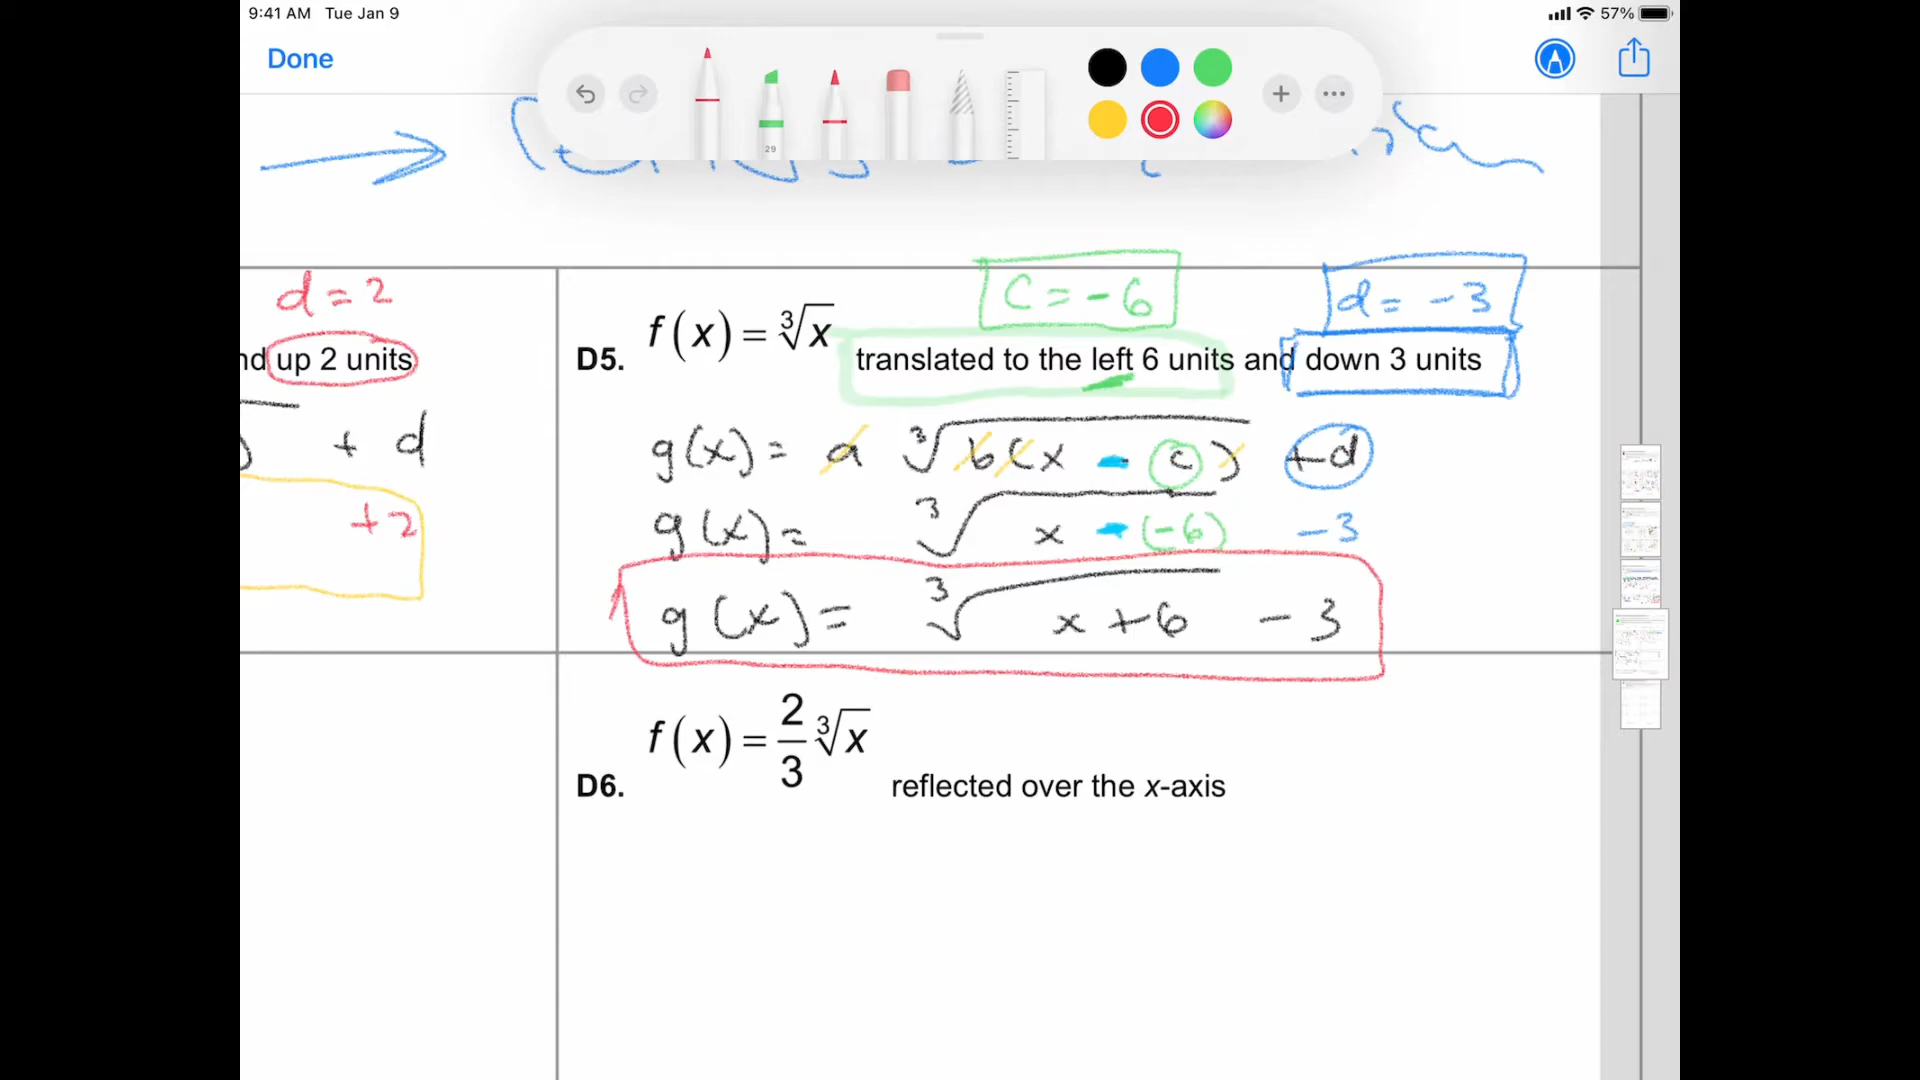 9:41 AM Tue Jan 9
57%
Done
29
d = 2
nd up 2 units
+ d
+2
C = -6
d = -3
f(x) = ∛x
D5. translated to the left 6 units and down 3 units
g(x) = a ∛b(x - c) + d
g(x) = ∛x - (-6) - 3
g(x) = ∛x + 6 - 3
f(x) = 2/3 ∛x
D6. reflected over the x-axis